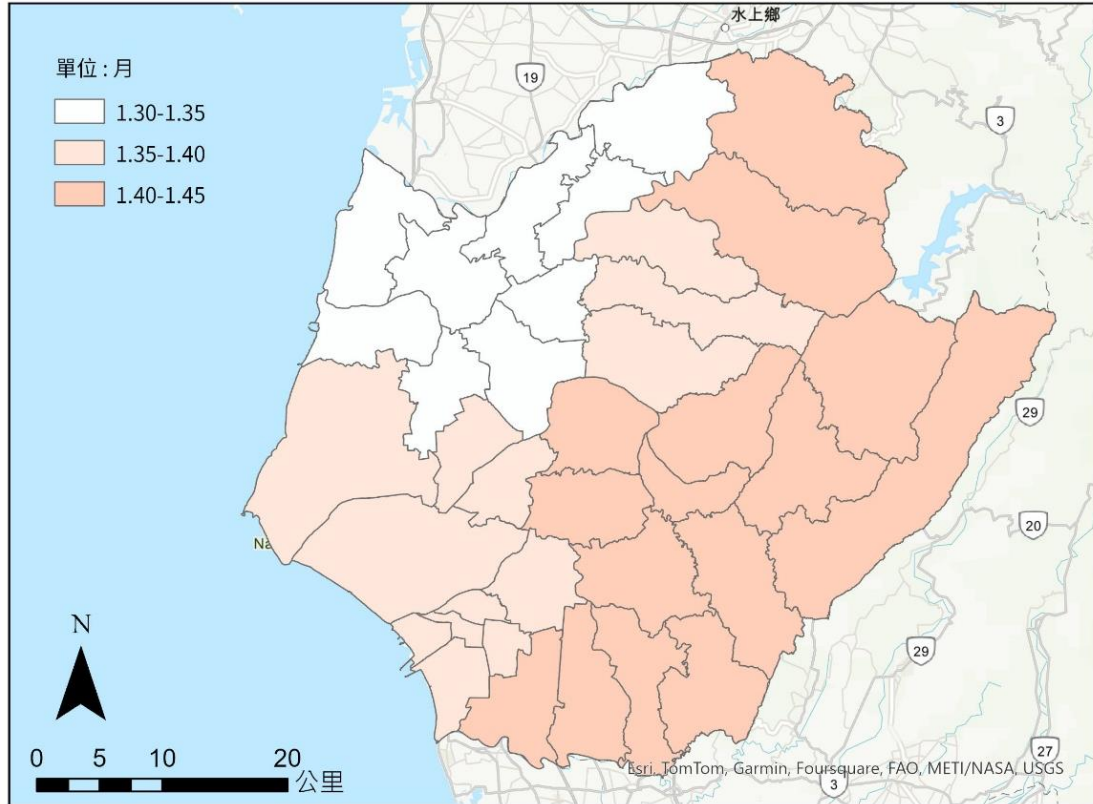 水上鄉
19
單位 : 月
1.30-1.35
1.35-1.40
1.40-1.45
3
29
20
Na
N
29
0 5 10 20
公里
27
Esri, TomTom, Garmin, Foursquare, FAO, METI/NASA, USGS
3